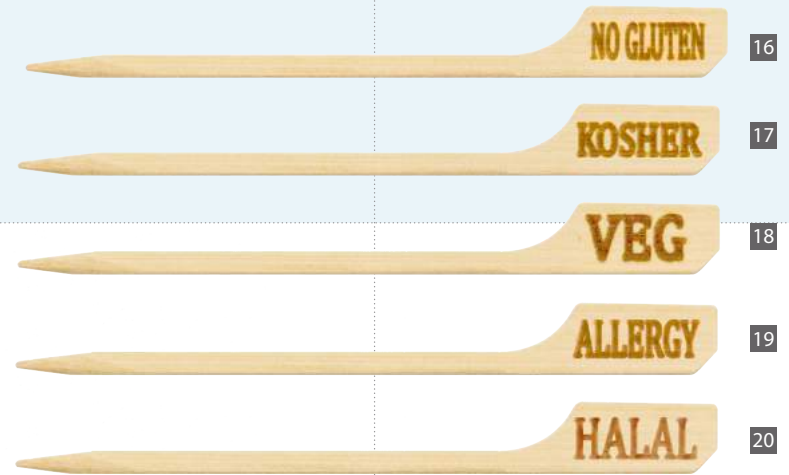 NO GLUTEN 16
KOSHER 17
VEG 18
ALLERGY 19
HALAL 20